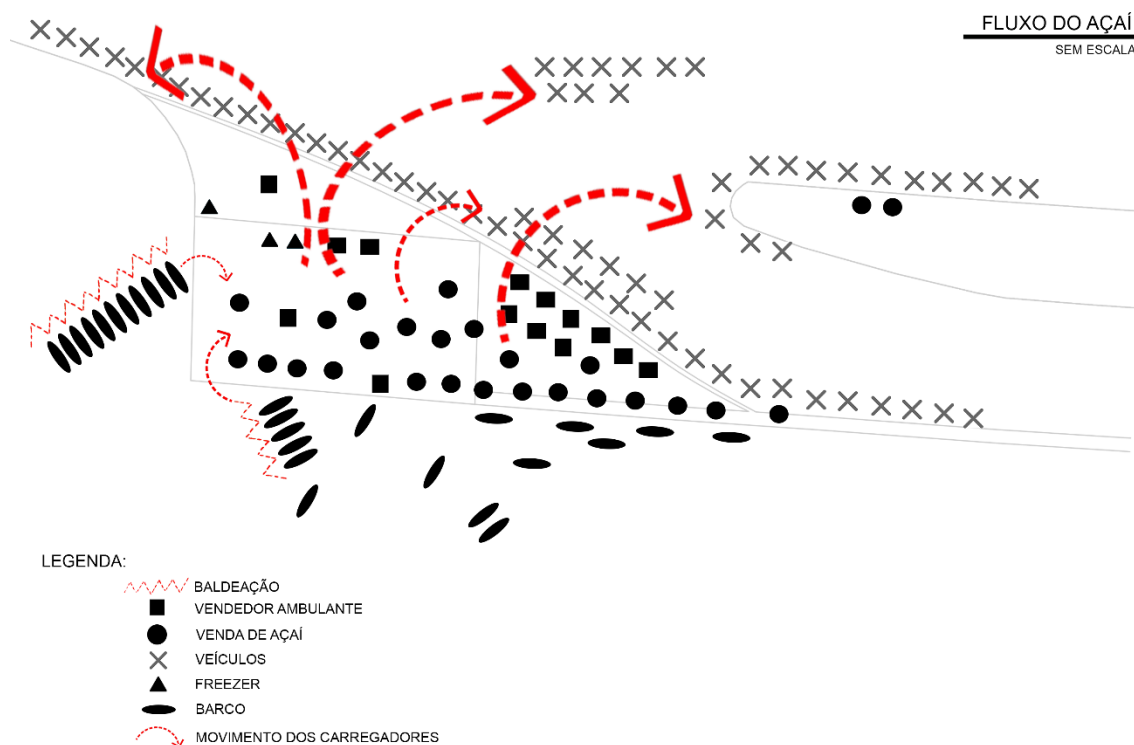 FLUXO DO AÇAÍ
SEM ESCALA
LEGENDA:
BALDEAÇÃO
VENDEDOR AMBULANTE
VENDA DE AÇAÍ
VEÍCULOS
FREEZER
BARCO
MOVIMENTO DOS CARREGADORES